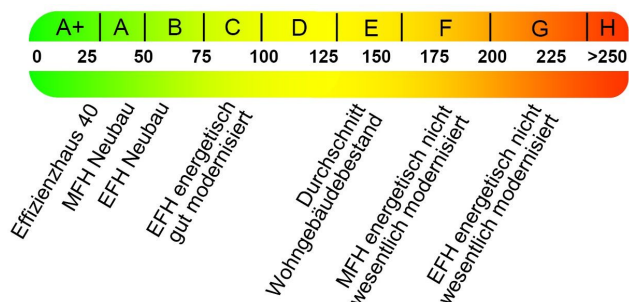 A+ A B C D E F G H
0 25 50 75 100 125 150 175 200 225 >250
Effizienzhaus 40
MFH Neubau
EFH Neubau
EFH energetisch
gut modernisiert
Durchschnitt
Wohngebäudebestand
MFH energetisch nicht
wesentlich modernisiert
EFH energetisch nicht
wesentlich modernisiert